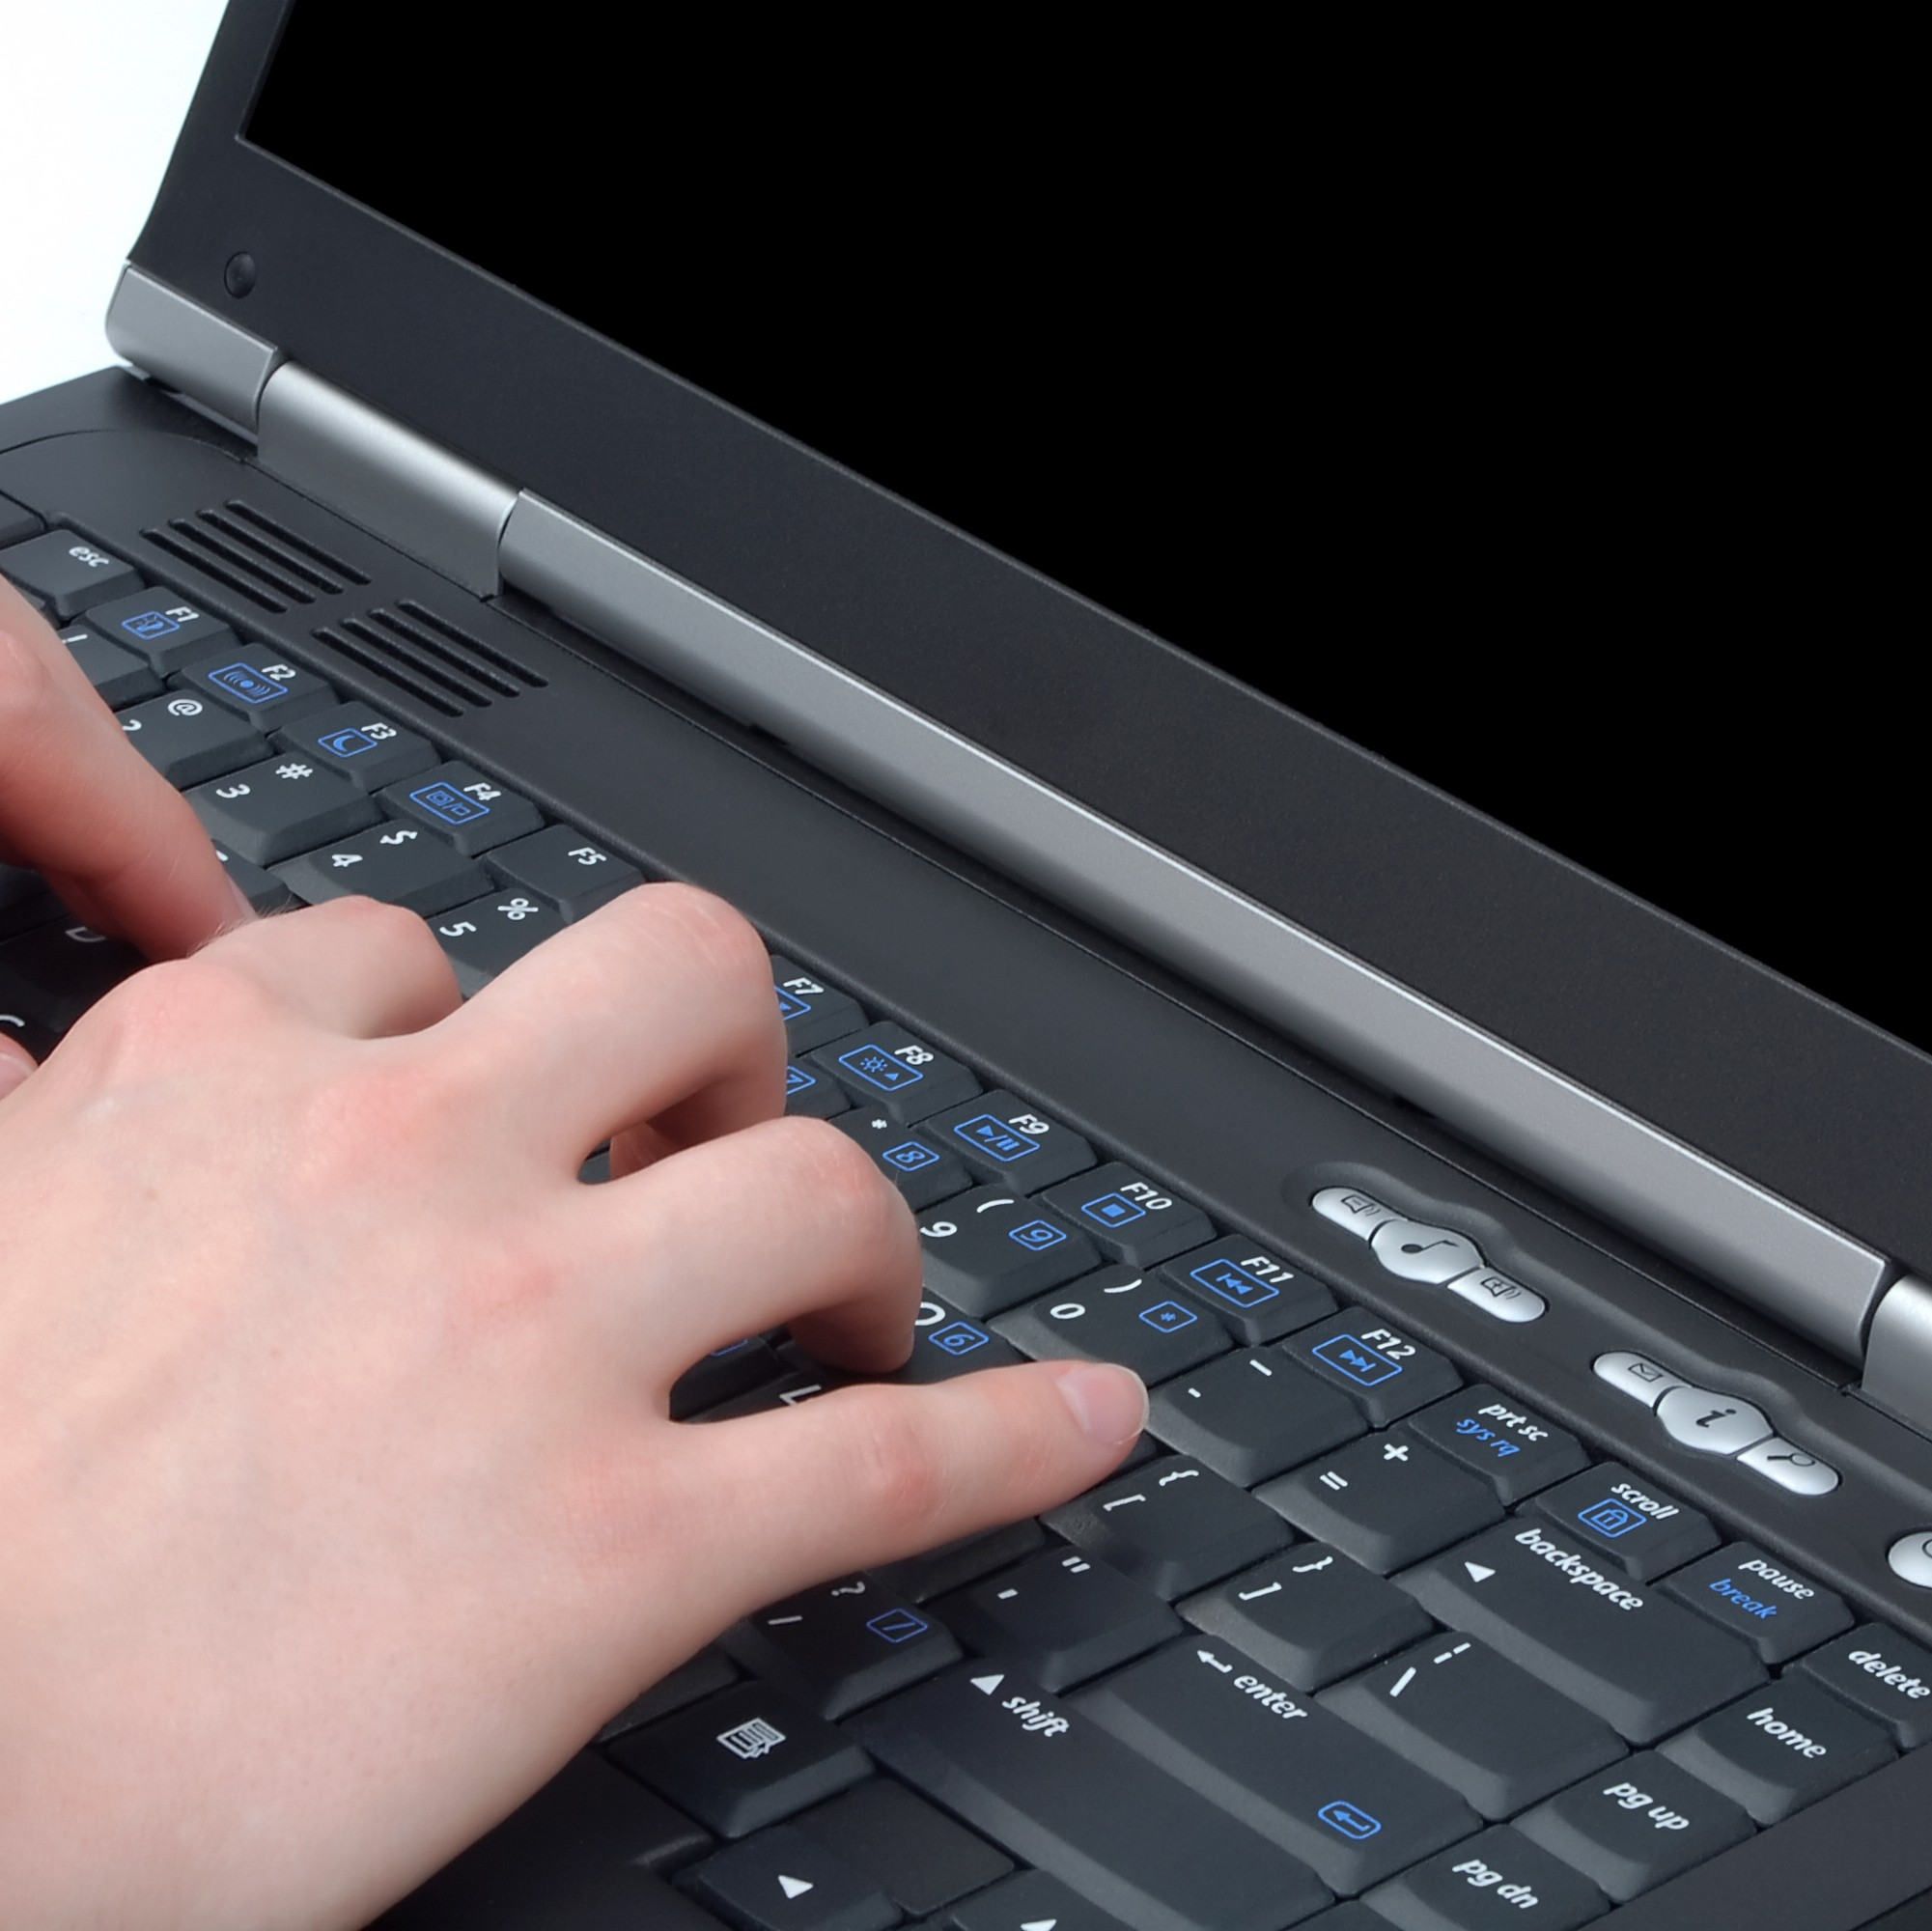 esc
F1
F2
F3
F4
F5
F7
F8
F9
F10
F11
F12
prt sc
sys rq
scroll
pause
break
delete
2 @
3 #
4 $
5 %
7
* 8
9 ( 9
0 ) *
- _
= +
backspace
home
D
O 6
[ {
] }
\ |
pg up
L
' "
enter
pg dn
C
/ ? /
shift
i